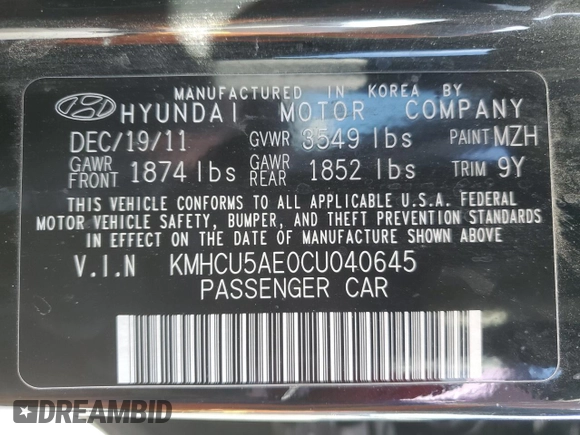 MANUFACTURED IN KOREA BY
HYUNDAI MOTOR COMPANY
DEC/19/11 GVWR 3549 lbs PAINT MZH
GAWR FRONT 1874 lbs GAWR REAR 1852 lbs TRIM 9Y
THIS VEHICLE CONFORMS TO ALL APPLICABLE U.S.A. FEDERAL
MOTOR VEHICLE SAFETY, BUMPER, AND THEFT PREVENTION STANDARDS
IN EFFECT ON THE DATE OF MANUFACTURE SHOWN ABOVE
V.I.N KMHCU5AE0CU040645
PASSENGER CAR
DREAMBID